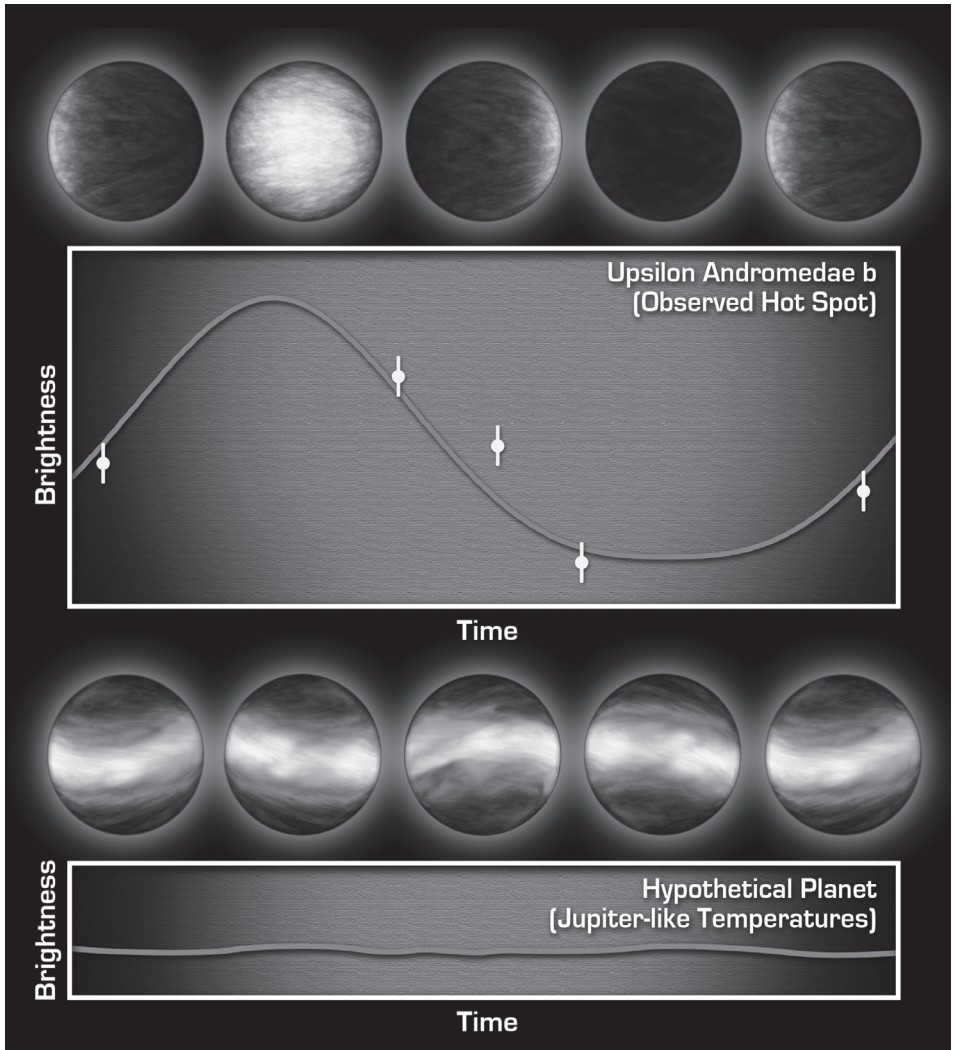 Upsilon Andromedae b
(Observed Hot Spot)
Brightness
Time
Hypothetical Planet
(Jupiter-like Temperatures)
Brightness
Time